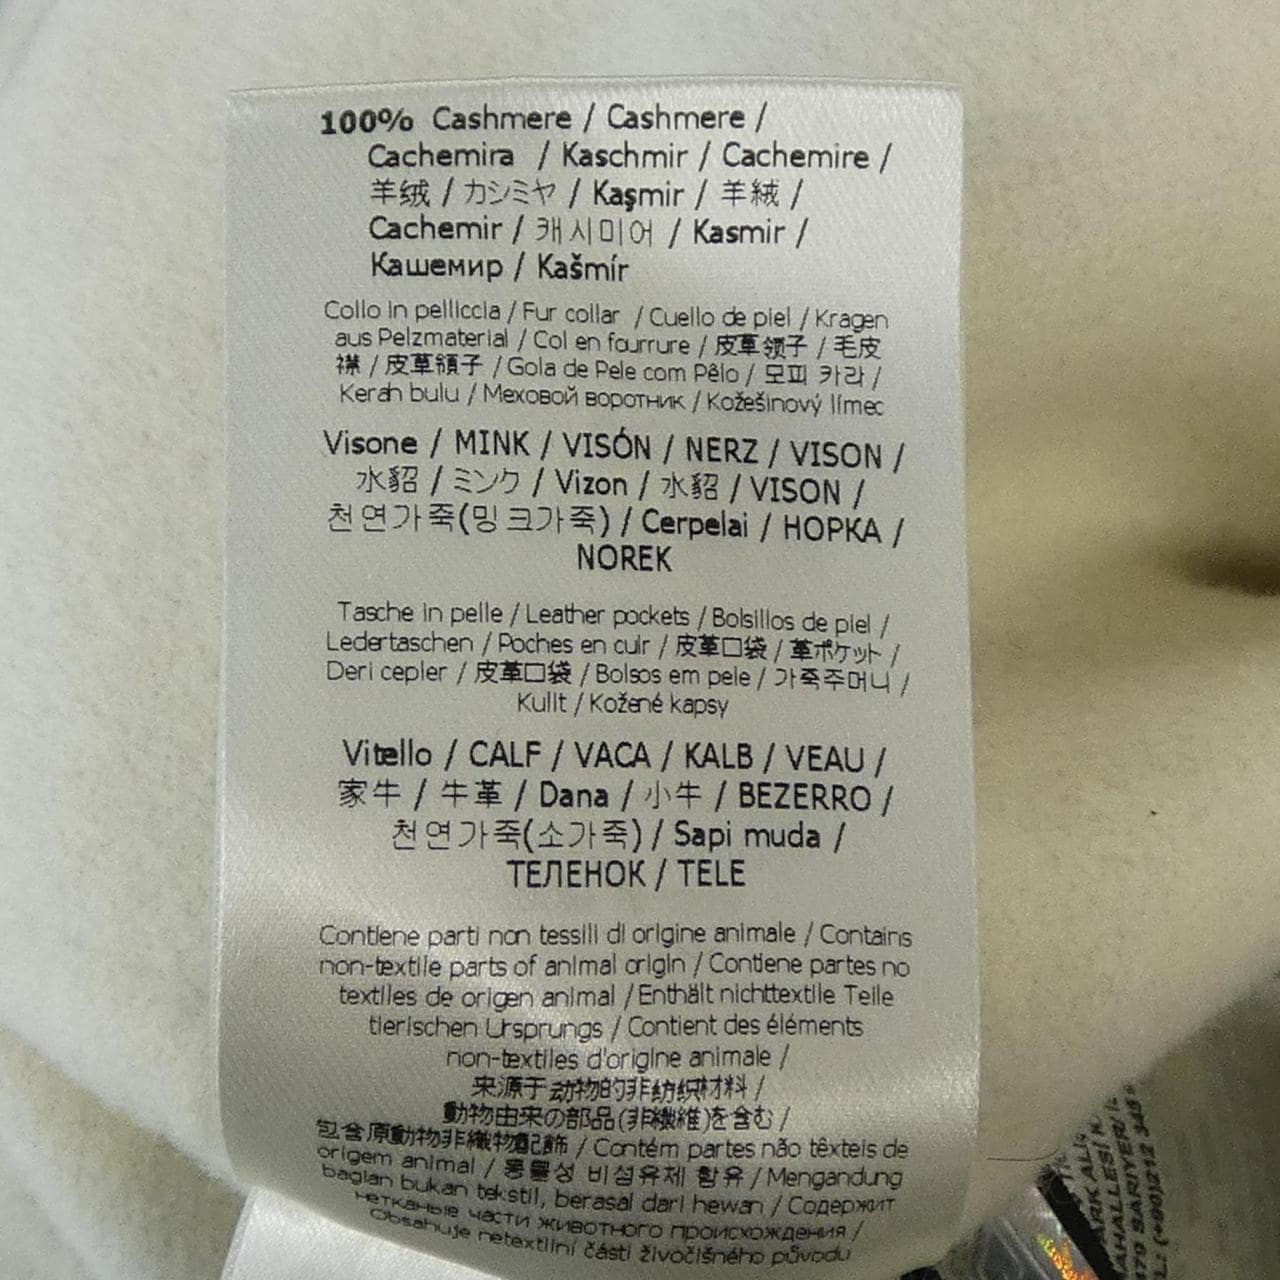 100% Cashmere / Cashmere /
Cachemira / Kaschmir / Cachemire /
羊绒 / カシミヤ / Kaşmir / 羊絨 /
Cachemir / 캐시미어 / Kasmir /
Кашемир / Kašmír
Collo in pelliccia / Fur collar / Cuello de piel / Kragen
aus Pelzmaterial / Col en fourrure / 皮草领子 / 毛皮
襟 / 皮草領子 / Gola de Pele com Pêlo / 모피 카라 /
Kerah bulu / Меховой воротник / Kožešinový límec
Visone / MINK / VISÓN / NERZ / VISON /
水貂 / ミンク / Vizon / 水貂 / VISON /
천연가죽(밍크가죽) / Cerpelai / НОРКА /
NOREK
Tasche in pelle / Leather pockets / Bolsillos de piel /
Ledertaschen / Poches en cuir / 皮革口袋 / 革ポケット /
Deri cepler / 皮革口袋 / Bolsos em pele / 가죽주머니 /
Kulit / Kožené kapsy
Vitello / CALF / VACA / KALB / VEAU /
家牛 / 牛革 / Dana / 小牛 / BEZERRO /
천연가죽(소가죽) / Sapi muda /
ТЕЛЕНОК / TELE
Contiene parti non tessili di origine animale / Contains
non-textile parts of animal origin / Contiene partes no
textiles de origen animal / Enthält nichttextile Teile
tierischen Ursprungs / Contient des éléments
non-textiles d'origine animale /
来源于动物的非纺织材料 /
動物由来の部品(非繊維)を含む /
包含原動物非織物配飾 / Contém partes não têxteis de
origem animal / 동물성 비섬유제 함유 / Mengandung
bagian bukan tekstil, berasal dari hewan / Содержит
нетканые части животного происхождения /
Obsahuje netextilní části živočišného původu